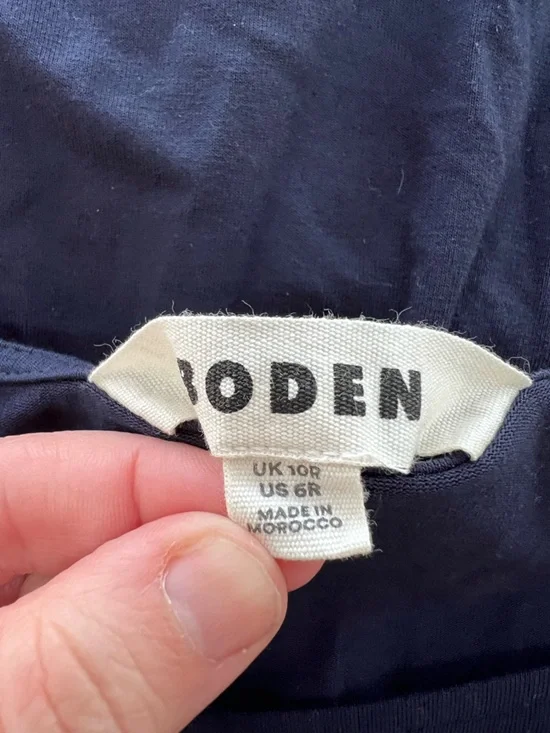 BODEN
UK 10R
US 6R
MADE IN
MOROCCO